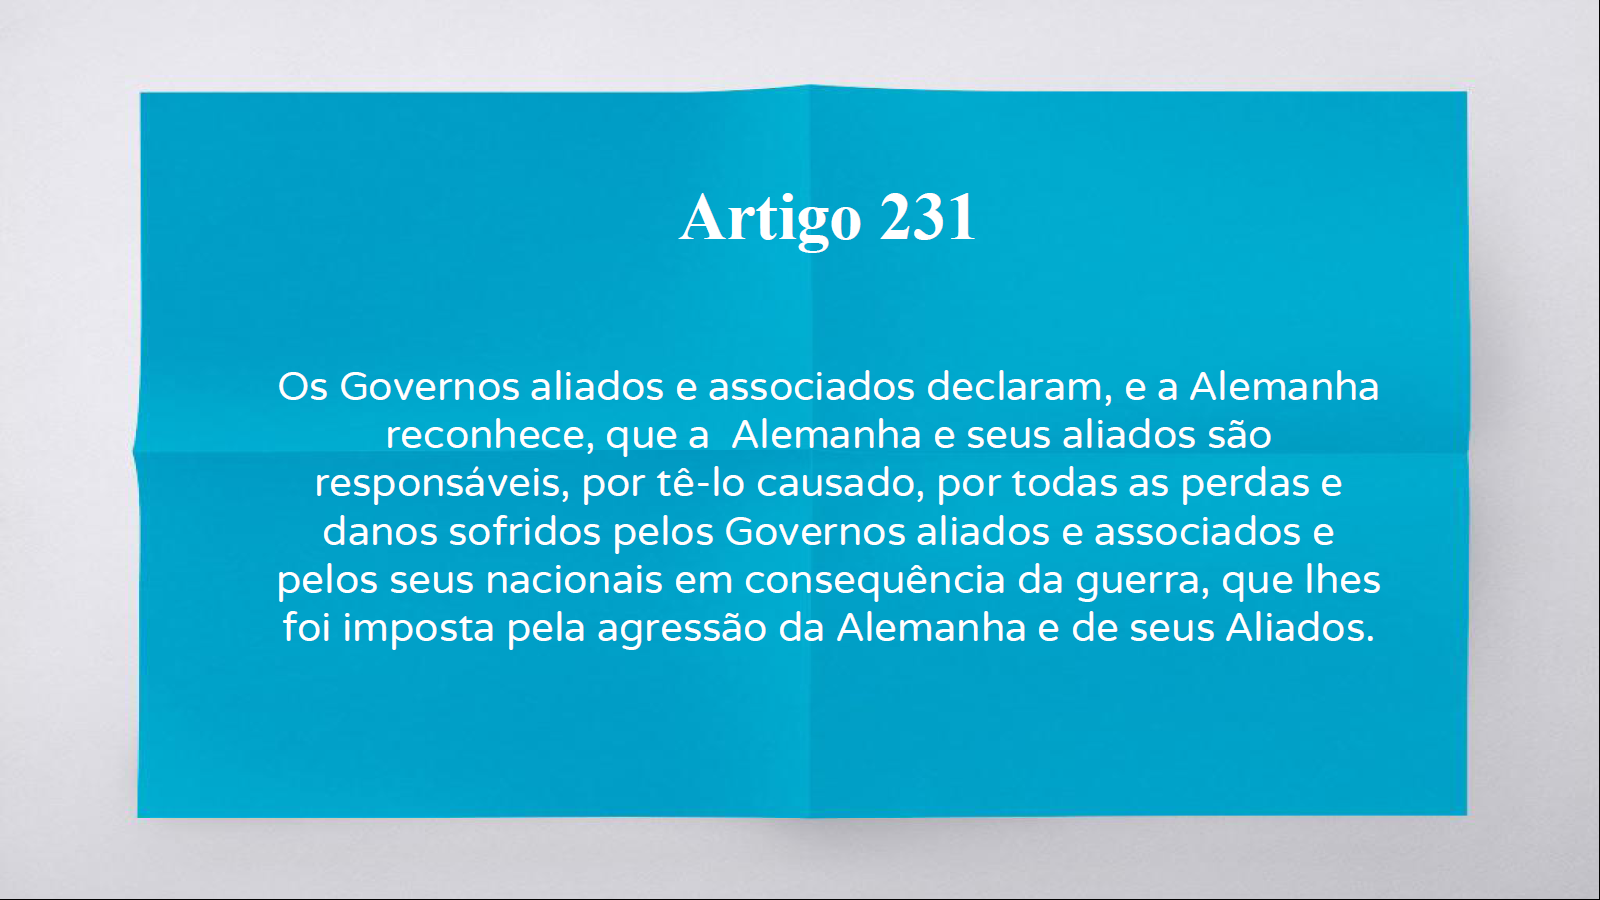 Artigo 231
Os Governos aliados e associados declaram, e a Alemanha
reconhece, que a  Alemanha e seus aliados são
responsáveis, por tê-lo causado, por todas as perdas e
danos sofridos pelos Governos aliados e associados e
pelos seus nacionais em consequência da guerra, que lhes
foi imposta pela agressão da Alemanha e de seus Aliados.